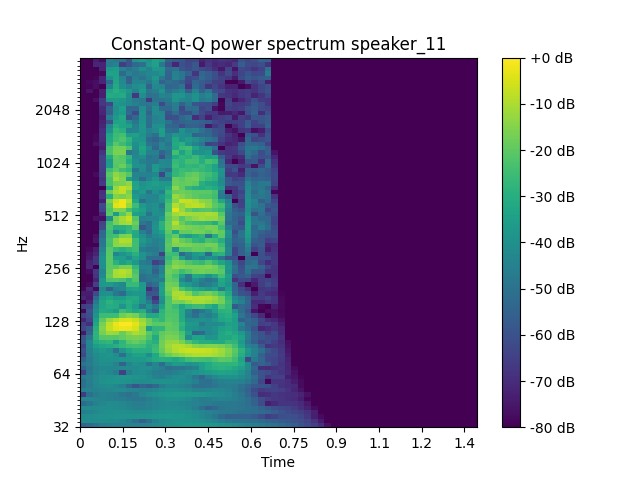 Constant-Q power spectrum speaker_11
Hz
2048
1024
512
256
128
64
32
0 0.15 0.3 0.45 0.6 0.75 0.9 1.1 1.2 1.4
Time
+0 dB
-10 dB
-20 dB
-30 dB
-40 dB
-50 dB
-60 dB
-70 dB
-80 dB